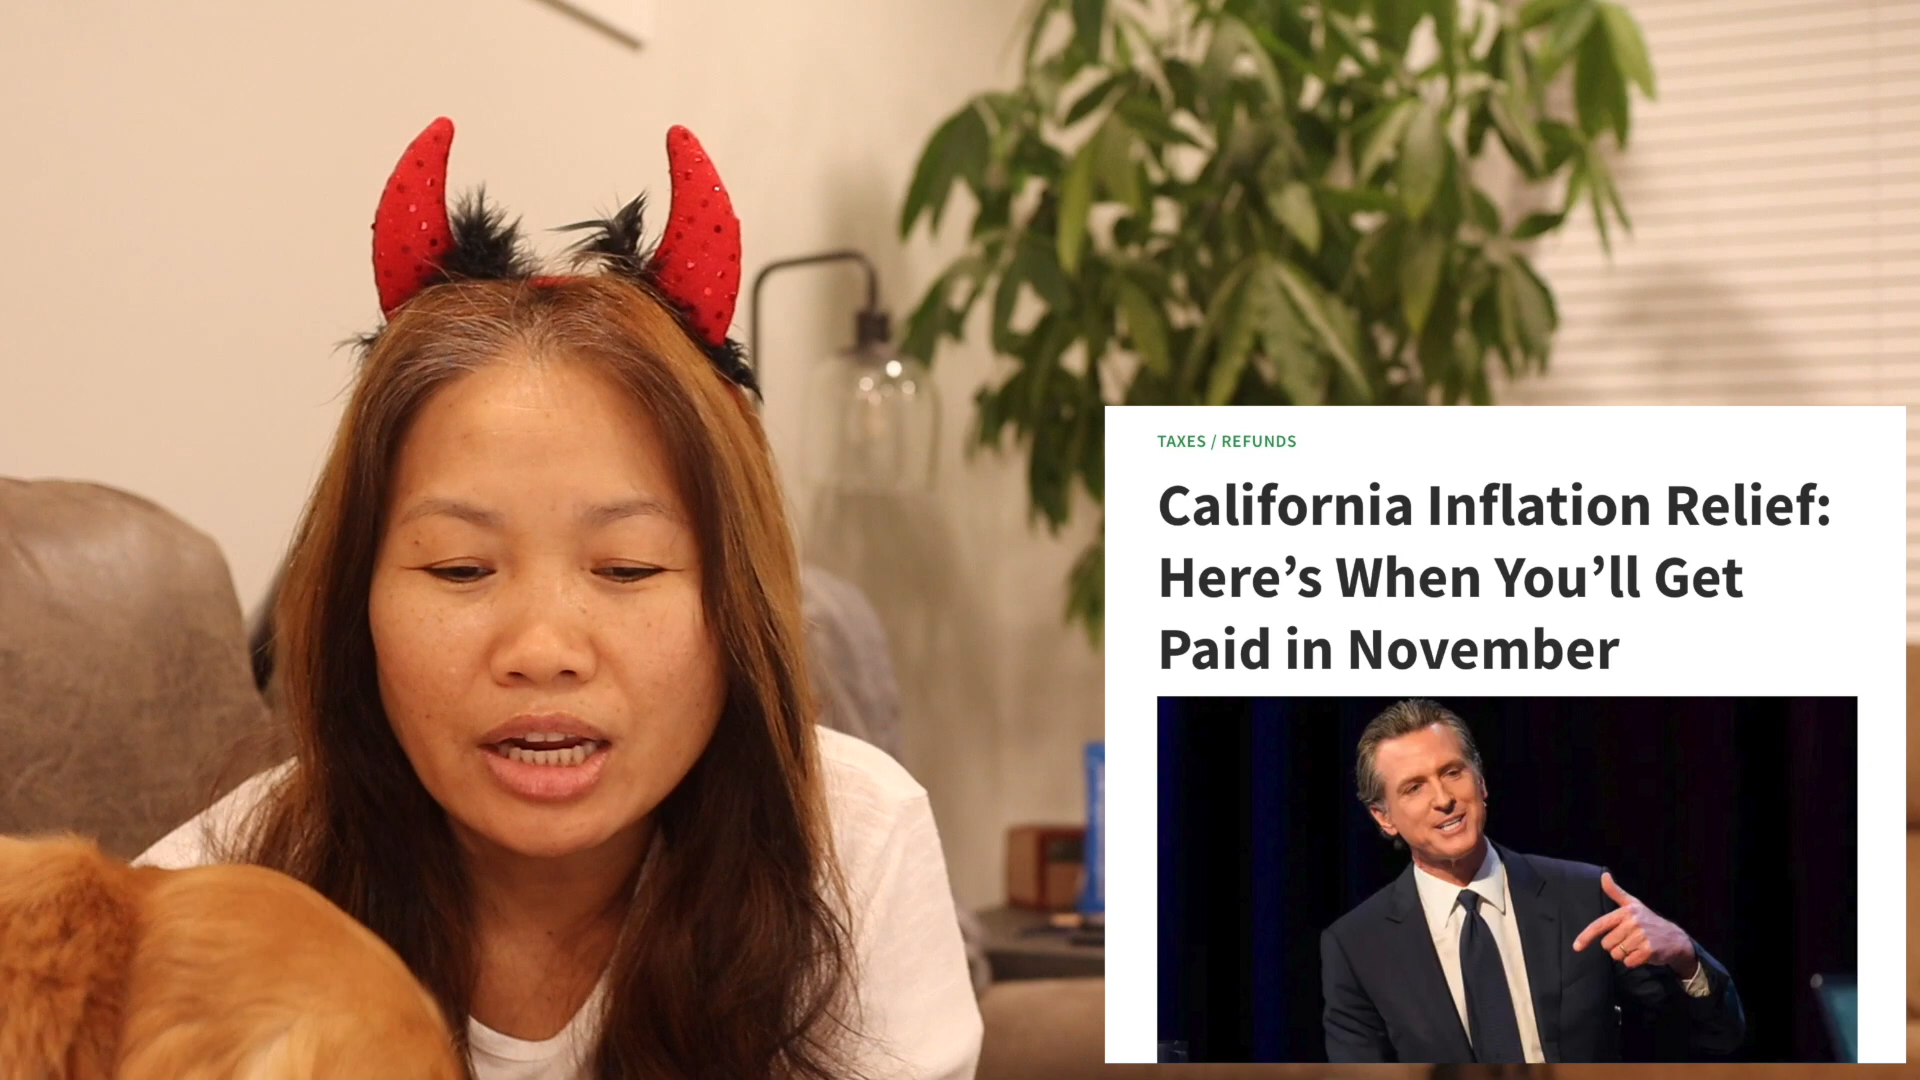 TAXES / REFUNDS
California Inflation Relief:
Here’s When You’ll Get
Paid in November